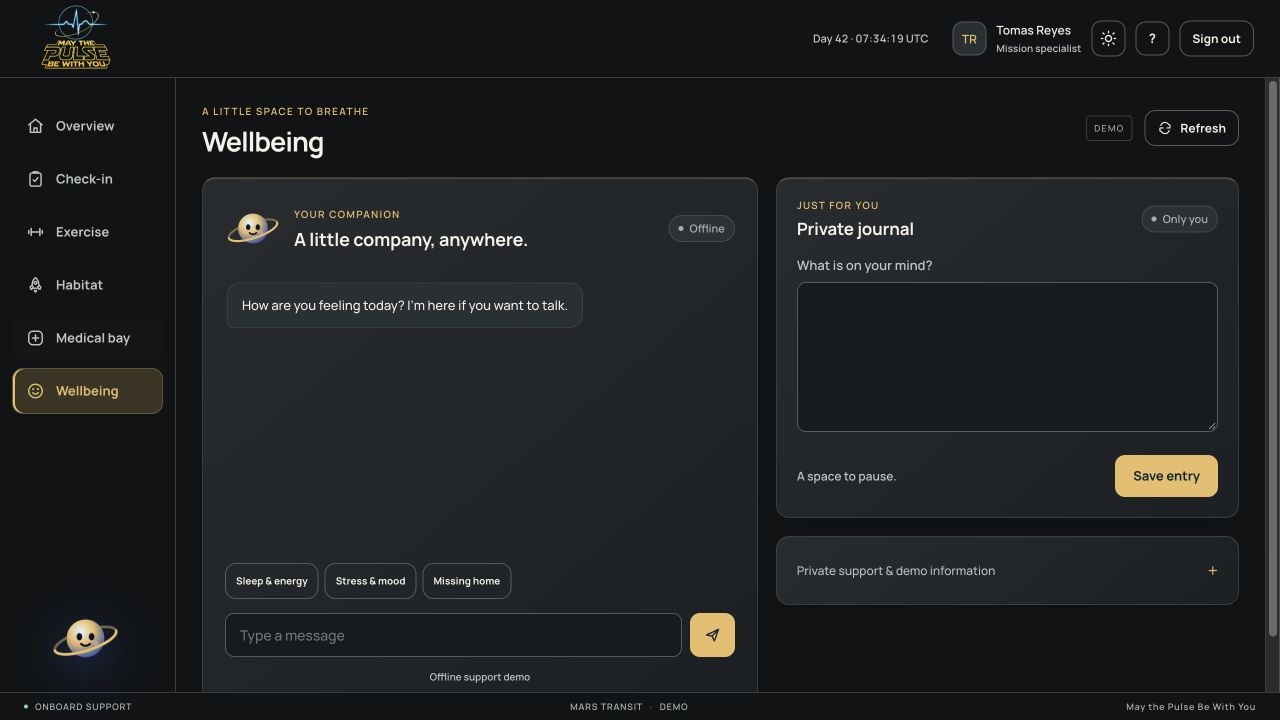 MAY THE
PULSE
BE WITH YOU
Day 42 · 07:34:19 UTC
TR
Tomas Reyes
Mission specialist
?
Sign out
Overview
Check-in
Exercise
Habitat
Medical bay
Wellbeing
A LITTLE SPACE TO BREATHE
Wellbeing
DEMO
Refresh
YOUR COMPANION
A little company, anywhere.
Offline
How are you feeling today? I'm here if you want to talk.
Sleep & energy
Stress & mood
Missing home
Type a message
Offline support demo
JUST FOR YOU
Private journal
Only you
What is on your mind?
A space to pause.
Save entry
Private support & demo information
+
ONBOARD SUPPORT
MARS TRANSIT · DEMO
May the Pulse Be With You